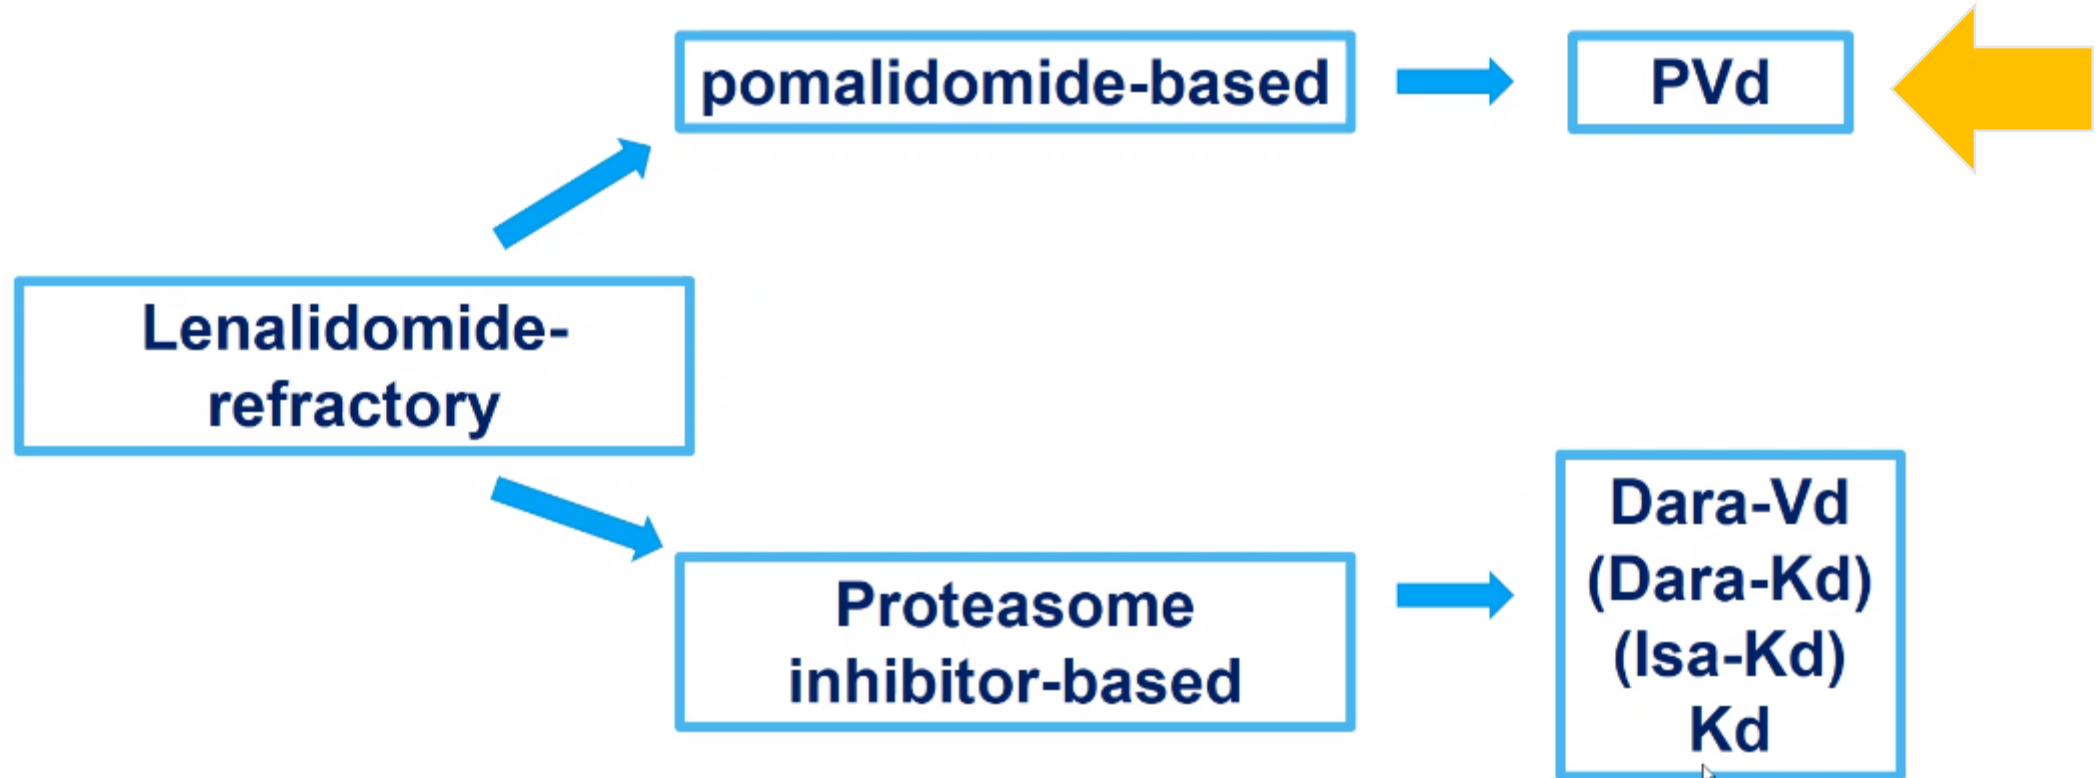 pomalidomide-based
PVd
Lenalidomide-
refractory
Proteasome
inhibitor-based
Dara-Vd
(Dara-Kd)
(Isa-Kd)
Kd